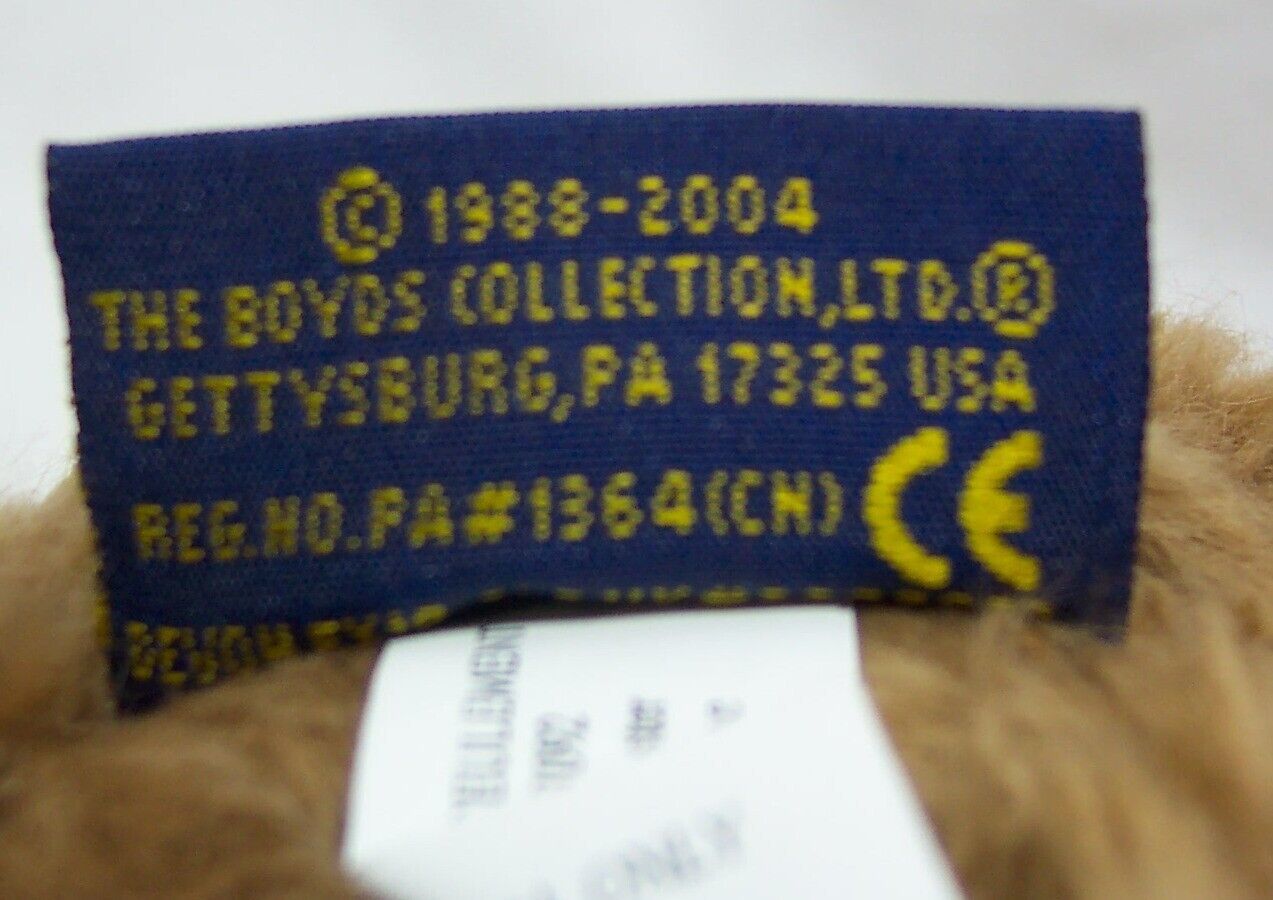 © 1988-2004
THE BOYDS COLLECTION,LTD.®
GETTYSBURG,PA 17325 USA
REG.NO.PA#1364(CN) CE